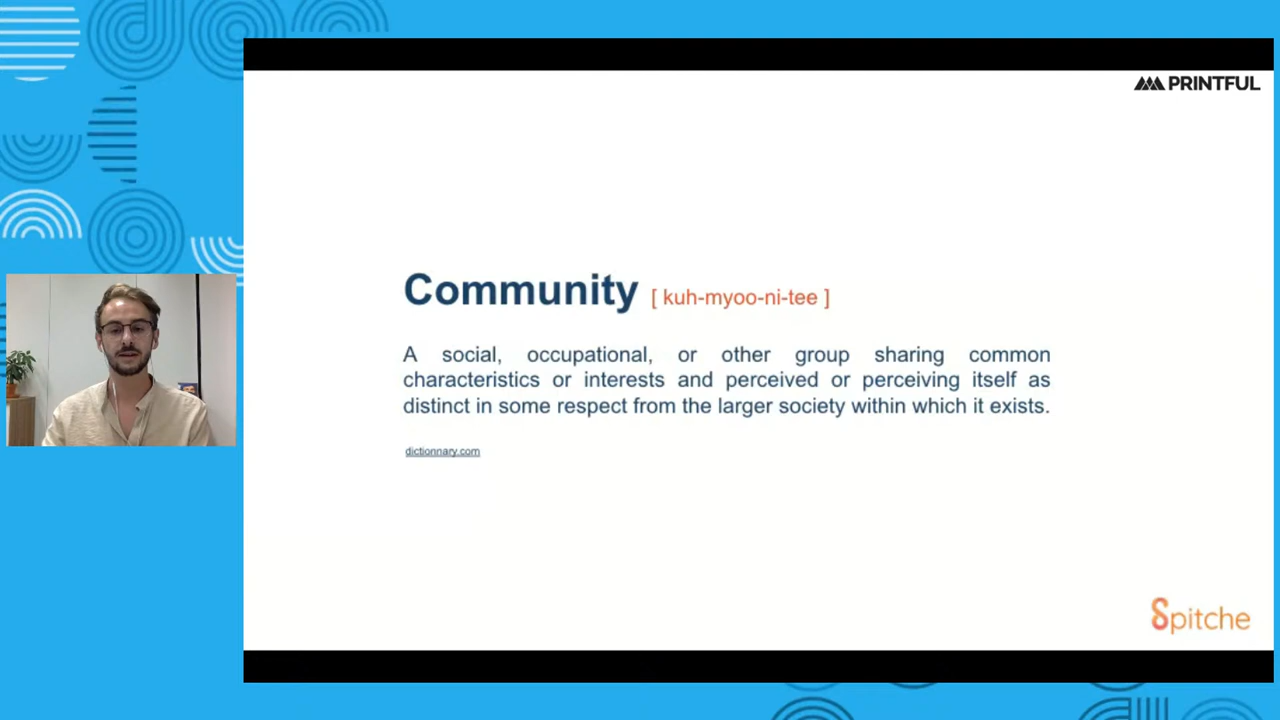 PRINTFUL
Community [ kuh-myoo-ni-tee ]
A social, occupational, or other group sharing common
characteristics or interests and perceived or perceiving itself as
distinct in some respect from the larger society within which it exists.
dictionnary.com
Spitche